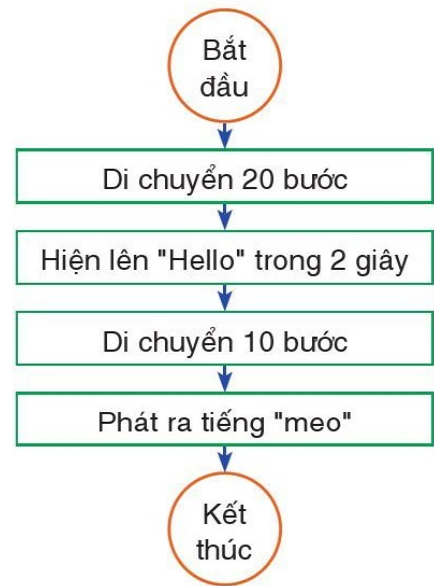 Bắt
đầu
Di chuyển 20 bước
Hiện lên "Hello" trong 2 giây
Di chuyển 10 bước
Phát ra tiếng "meo"
Kết
thúc